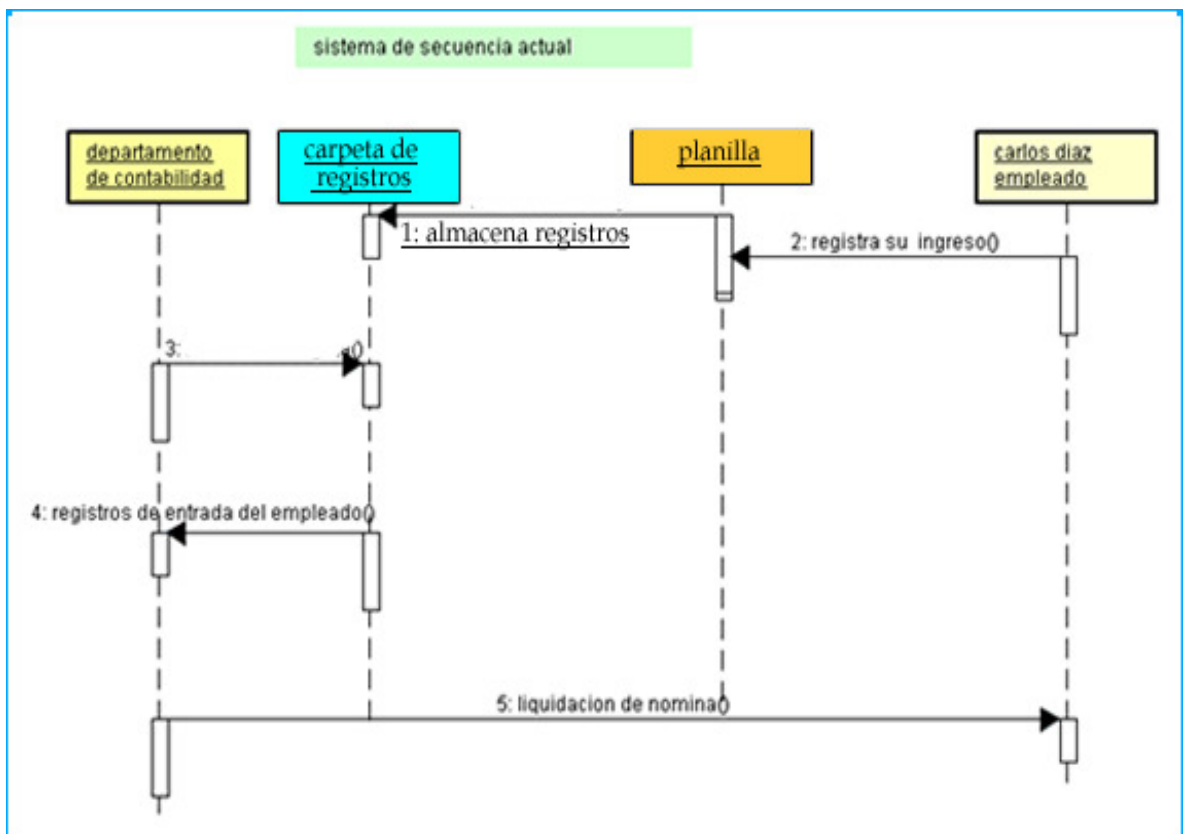 sistema de secuencia actual
departamento
de contabilidad
carpeta de
registros
planilla
carlos diaz
empleado
1: almacena registros
2: registra su ingreso()
3:
4: registros de entrada del empleado()
5: liquidacion de nomina()